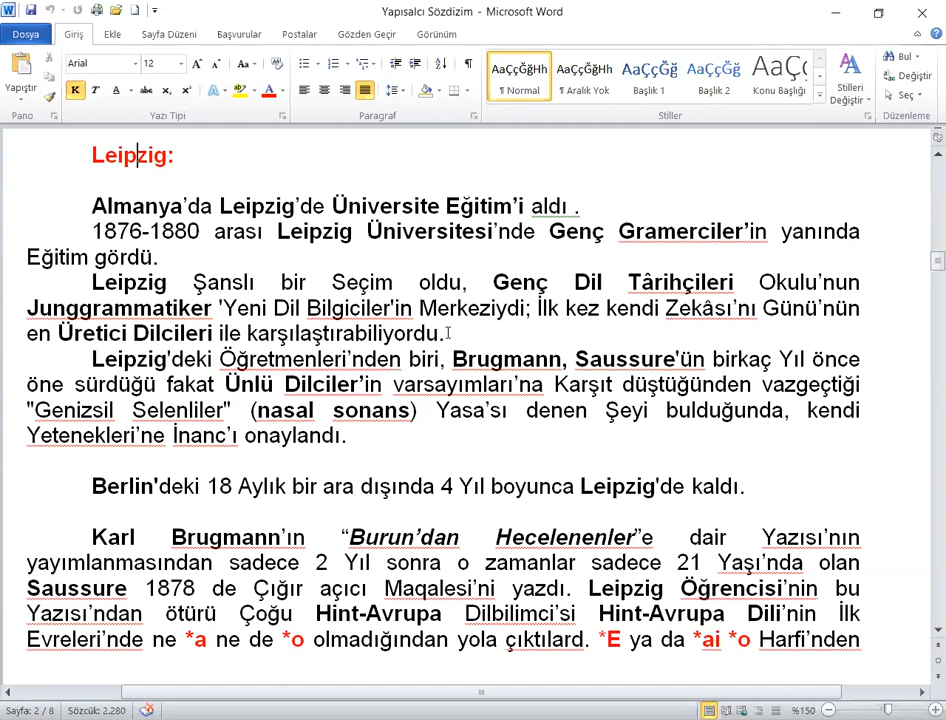 Yapısalcı Sözdizim - Microsoft Word
Dosya Giriş Ekle Sayfa Düzeni Başvurular Postalar Gözden Geçir Görünüm
Yapıştır
Pano
Arial 12
Yazı Tipi
Paragraf
AaÇçĞğHh AaÇçĞğHh AaÇçĞğH AaÇçĞğH AaÇçĞ
¶ Normal ¶ Aralık Yok Başlık 1 Başlık 2 Konu Başlığı
Stiller
Stilleri
Değiştir
Bul
Değiştir
Seç
Düzenleme
Leipzig:
Almanya’da Leipzig’de Üniversite Eğitim’i aldı .
1876-1880 arası Leipzig Üniversitesi’nde Genç Gramerciler’in yanında
Eğitim gördü.
Leipzig Şanslı bir Seçim oldu, Genç Dil Târihçileri Okulu’nun
Junggrammatiker 'Yeni Dil Bilgiciler'in Merkeziydi; İlk kez kendi Zekâsı’nı Günü’nün
en Üretici Dilcileri ile karşılaştırabiliyordu.
Leipzig'deki Öğretmenleri’nden biri, Brugmann, Saussure'ün birkaç Yıl önce
öne sürdüğü fakat Ünlü Dilciler’in varsayımları’na Karşıt düştüğünden vazgeçtiği
"Genizsil Selenliler" (nasal sonans) Yasa’sı denen Şeyi bulduğunda, kendi
Yetenekleri’ne İnanc’ı onaylandı.
Berlin'deki 18 Aylık bir ara dışında 4 Yıl boyunca Leipzig'de kaldı.
Karl Brugmann’ın “Burun’dan Hecelenenler”e dair Yazısı’nın
yayımlanmasından sadece 2 Yıl sonra o zamanlar sadece 21 Yaşı’nda olan
Saussure 1878 de Çığır açıcı Maqalesi’ni yazdı. Leipzig Öğrencisi’nin bu
Yazısı’ndan ötürü Çoğu Hint-Avrupa Dilbilimci’si Hint-Avrupa Dili’nin İlk
Evreleri’nde ne *a ne de *o olmadığından yola çıktılard. *E ya da *ai *o Harfi’nden
Sayfa: 2 / 8 Sözcük: 2.280 %150